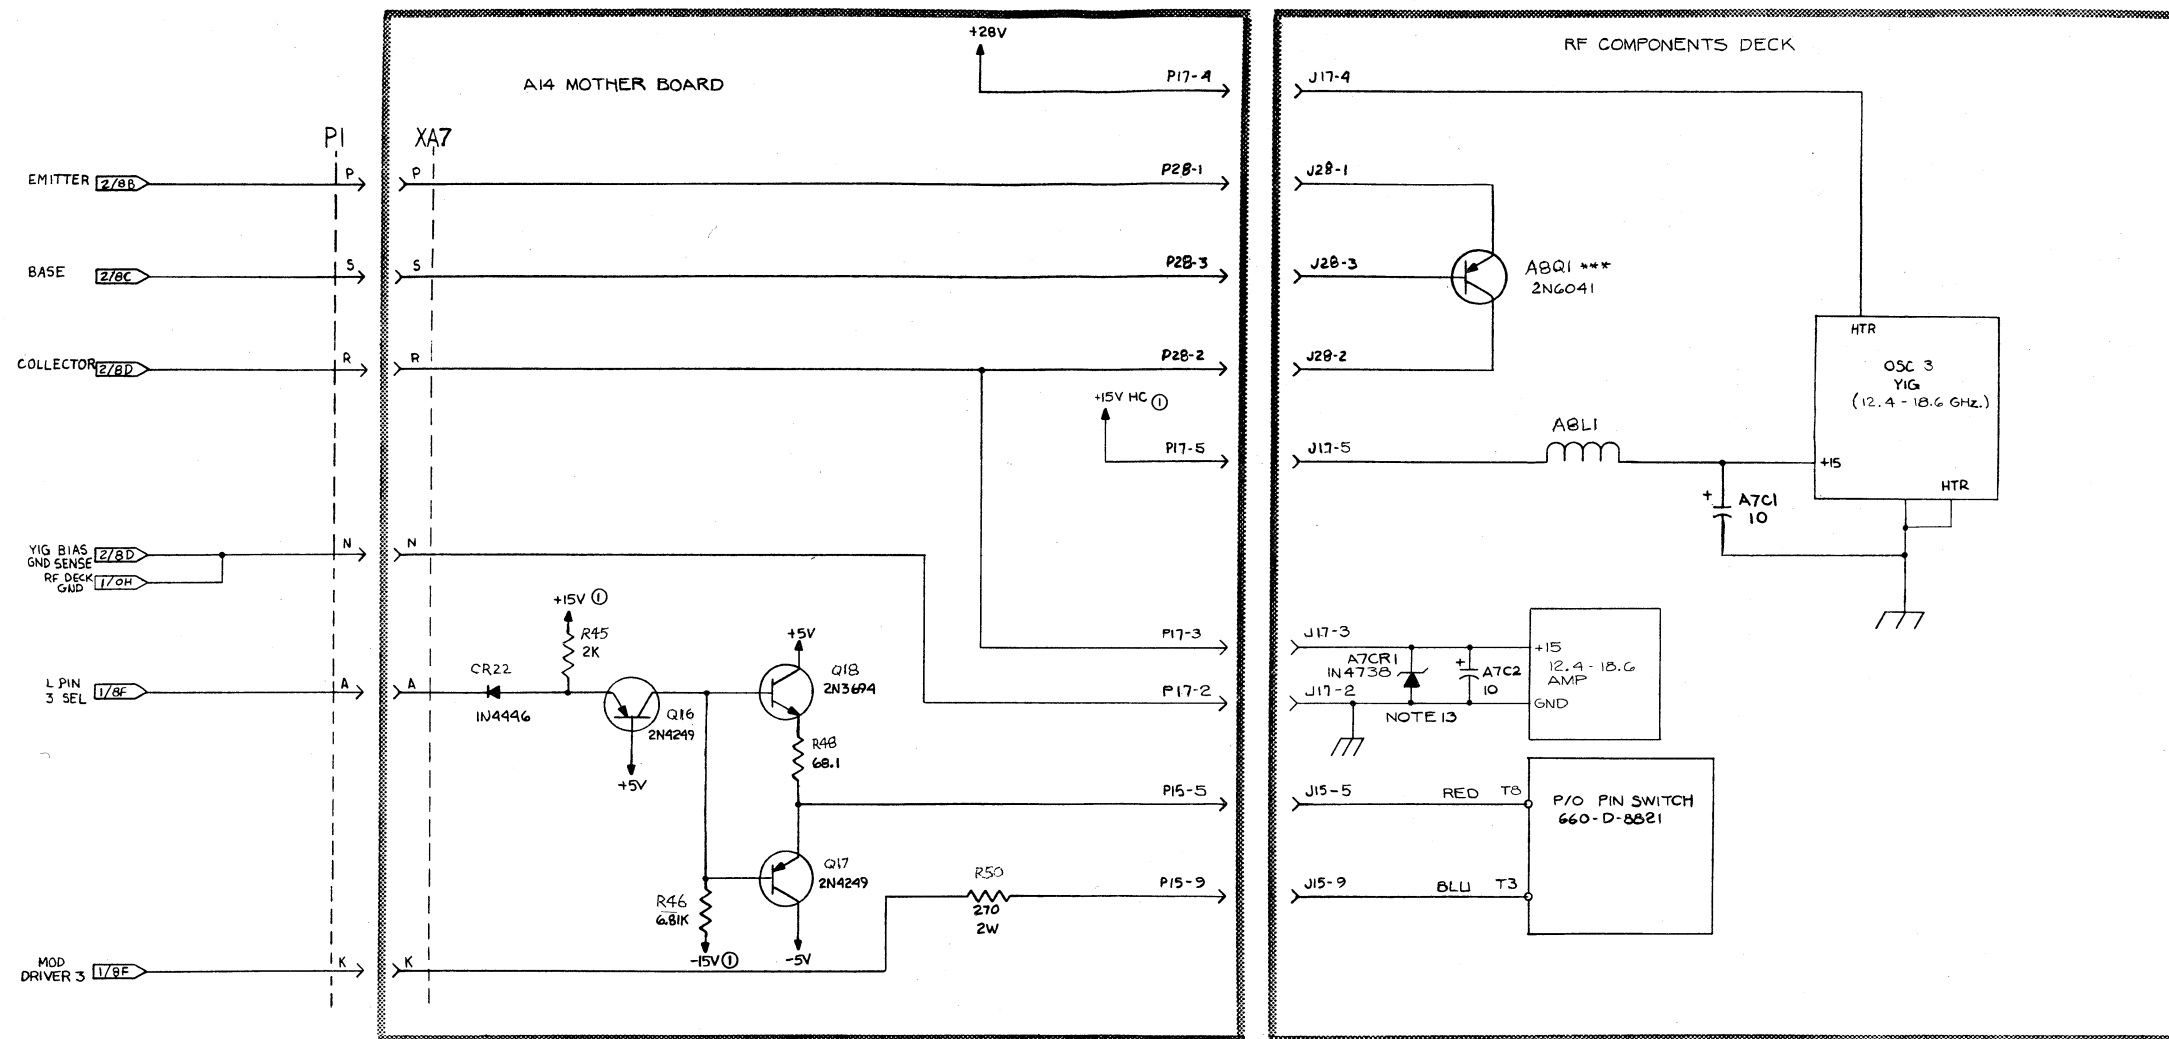 +28V
RF COMPONENTS DECK
A14 MOTHER BOARD
P17-4
J17-4
P1
XA7
EMITTER 2/8B
P
P
P28-1
J28-1
BASE 2/8C
S
S
P28-3
J28-3
A8Q1 ***
2N6041
HTR
COLLECTOR 2/8D
R
R
P28-2
J28-2
OSC 3
YIG
(12.4 - 18.6 GHz.)
+15V HC 1
A8L1
P17-5
J17-5
+15
HTR
+
A7C1
10
YIG BIAS
GND SENSE 2/8D
N
N
RF DECK
GND 1/0H
+15V 1
R45
2K
+5V
P17-3
J17-3
+15
A7CR1
1N4738
+
A7C2
10
12.4 - 18.6
AMP
CR22
Q18
2N3694
L PIN
3 SEL 1/8F
A
A
P17-2
J17-2
GND
1N4446
Q16
2N4249
NOTE 13
R48
68.1
+5V
P15-5
J15-5
RED
T8
P/O PIN SWITCH
660-D-8821
Q17
2N4249
R46
6.81K
R50
270
2W
P15-9
J15-9
BLU
T3
-15V 1
-5V
MOD
DRIVER 3 1/8F
K
K